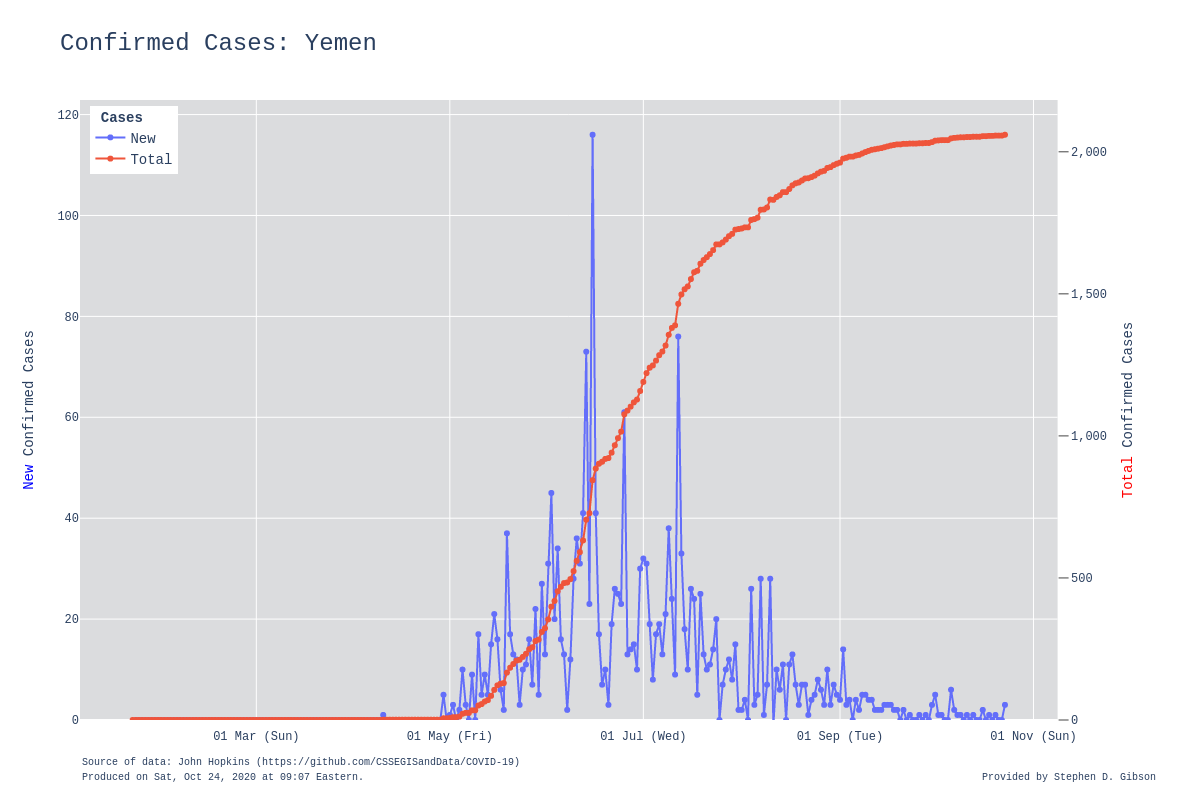 Confirmed Cases: Yemen
Cases
New
Total
120
100
80
60
40
20
0
2,000
1,500
1,000
500
0
New Confirmed Cases
Total Confirmed Cases
01 Mar (Sun)
01 May (Fri)
01 Jul (Wed)
01 Sep (Tue)
01 Nov (Sun)
Source of data: John Hopkins (https://github.com/CSSEGISandData/COVID-19)
Produced on Sat, Oct 24, 2020 at 09:07 Eastern.
Provided by Stephen D. Gibson